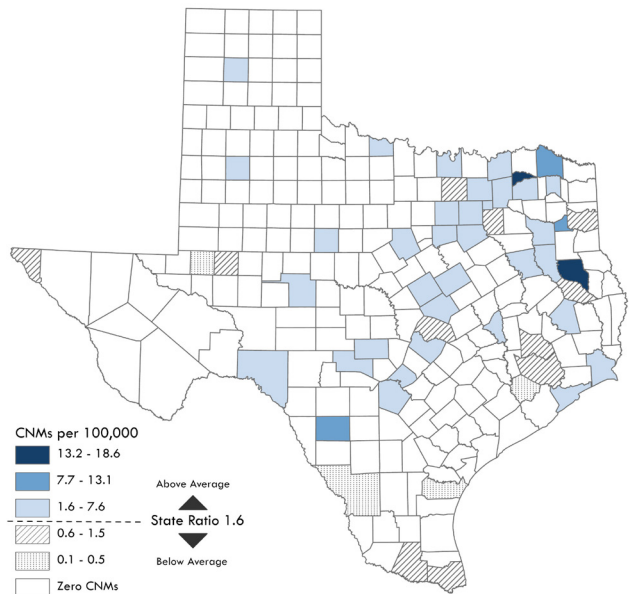 CNMs per 100,000
13.2 - 18.6
7.7 - 13.1
1.6 - 7.6
0.6 - 1.5
0.1 - 0.5
Zero CNMs
Above Average
State Ratio 1.6
Below Average